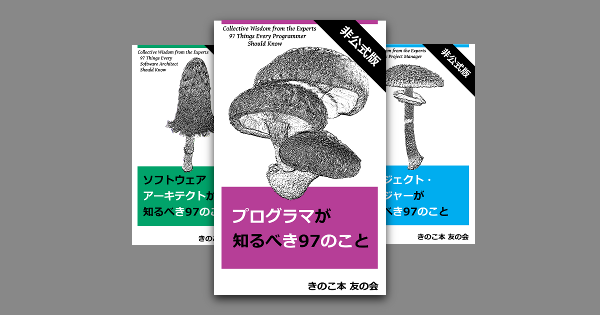 Collective Wisdom from the Experts
97 Things Every
Software Architect
Should Know
ソフトウェア
アーキテクトが
知るべき97のこ
きのこ
Collective Wisdom from the Experts
97 Things Every Programmer
Should Know
非公式版
プログラマが
知るべき97のこと
きのこ本 友の会
from the Experts
Project Manager
非公式版
ジェクト・
ジャーが
べき97のこと
きのこ本 友の会